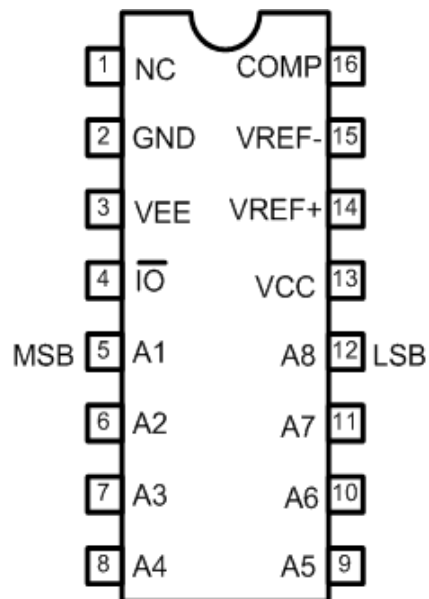 1 NC COMP 16
2 GND VREF- 15
3 VEE VREF+ 14
4 I̅O̅ VCC 13
MSB 5 A1 A8 12 LSB
6 A2 A7 11
7 A3 A6 10
8 A4 A5 9